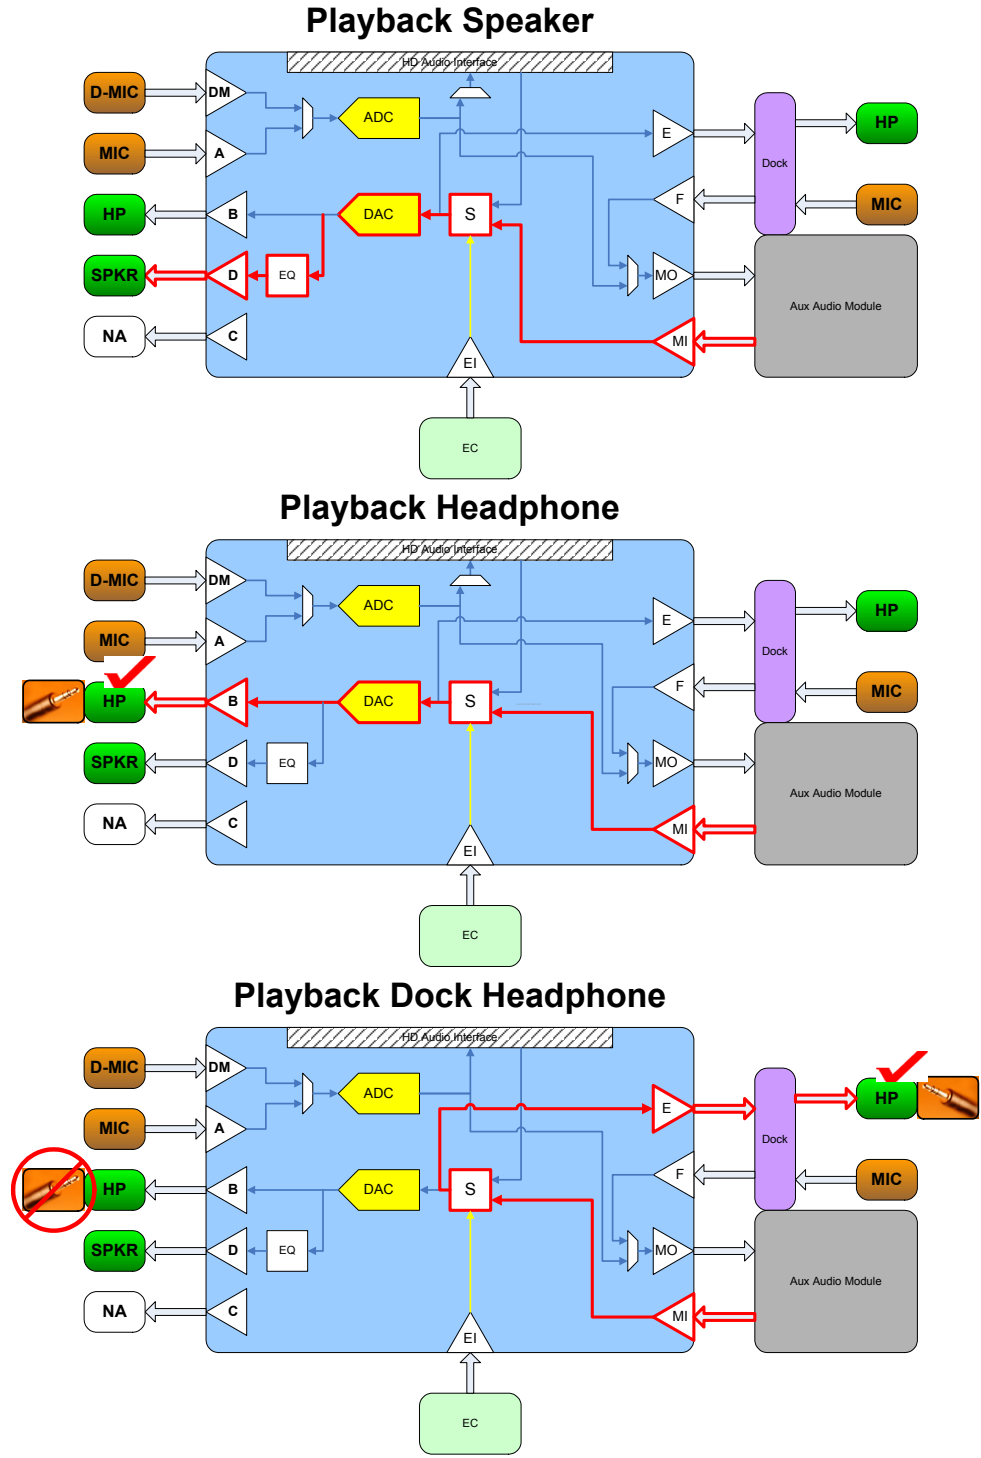 Playback Speaker
HD Audio Interface
D-MIC
DM
ADC
E
HP
MIC
A
Dock
HP
B
DAC
S
F
MIC
SPKR
D
EQ
MO
Aux Audio Module
NA
C
MI
EI
EC
Playback Headphone
HD Audio Interface
D-MIC
DM
ADC
E
HP
MIC
A
Dock
HP
B
DAC
S
F
MIC
SPKR
D
EQ
MO
Aux Audio Module
NA
C
MI
EI
EC
Playback Dock Headphone
HD Audio Interface
D-MIC
DM
ADC
E
HP
MIC
A
Dock
HP
B
DAC
S
F
MIC
SPKR
D
EQ
MO
Aux Audio Module
NA
C
MI
EI
EC